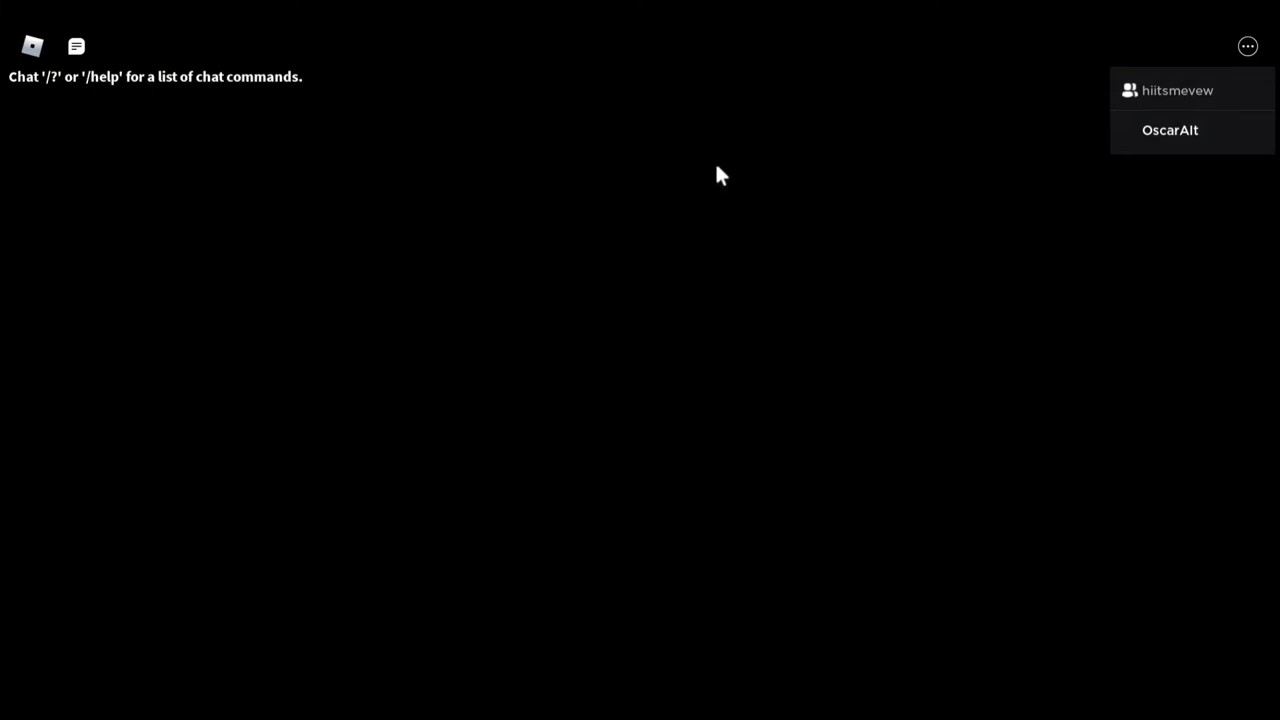 Chat '/?' or '/help' for a list of chat commands.
hiitsmevew
OscarAlt